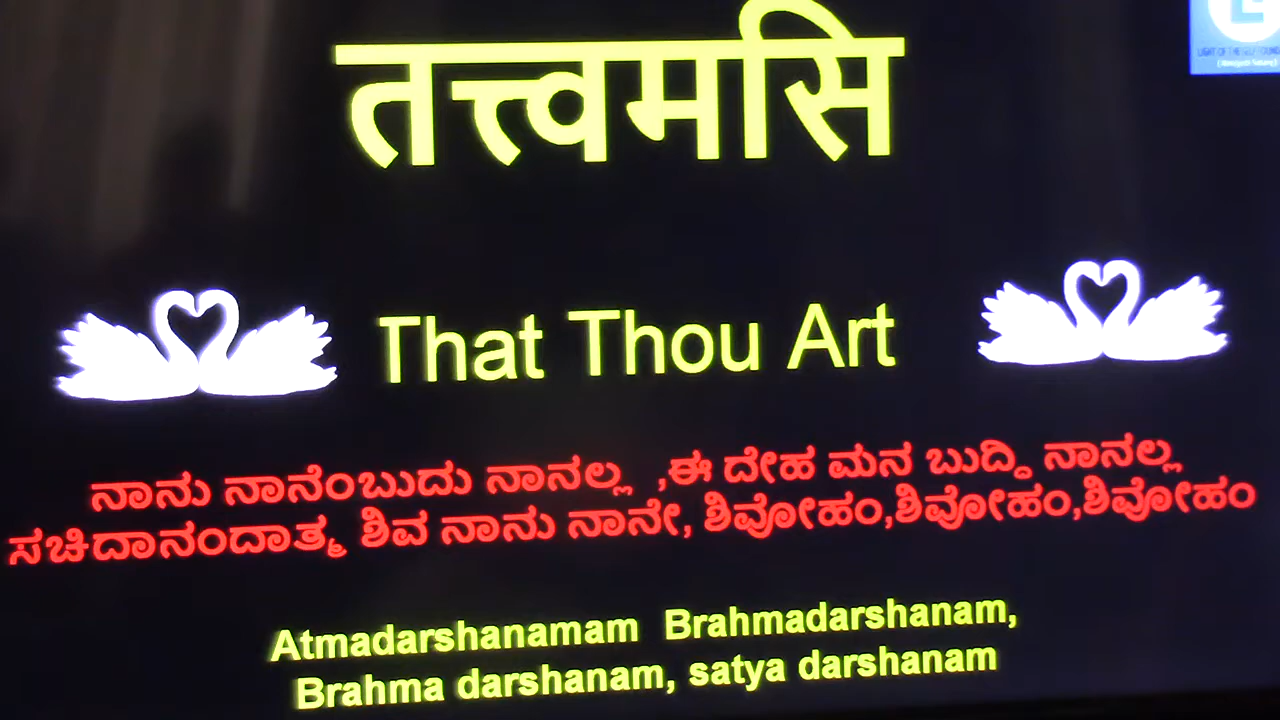 तत्त्वमसि
That Thou Art
ನಾನು ನಾನೆಂಬುದು ನಾನಲ್ಲ ,ಈ ದೇಹ ಮನ ಬುದ್ದಿ ನಾನಲ್ಲ
ಸಚಿದಾನಂದಾತ್ಮ ಶಿವ ನಾನು ನಾನೇ, ಶಿವೋಹಂ,ಶಿವೋಹಂ,ಶಿವೋಹಂ
Atmadarshanamam Brahmadarshanam,
Brahma darshanam, satya darshanam